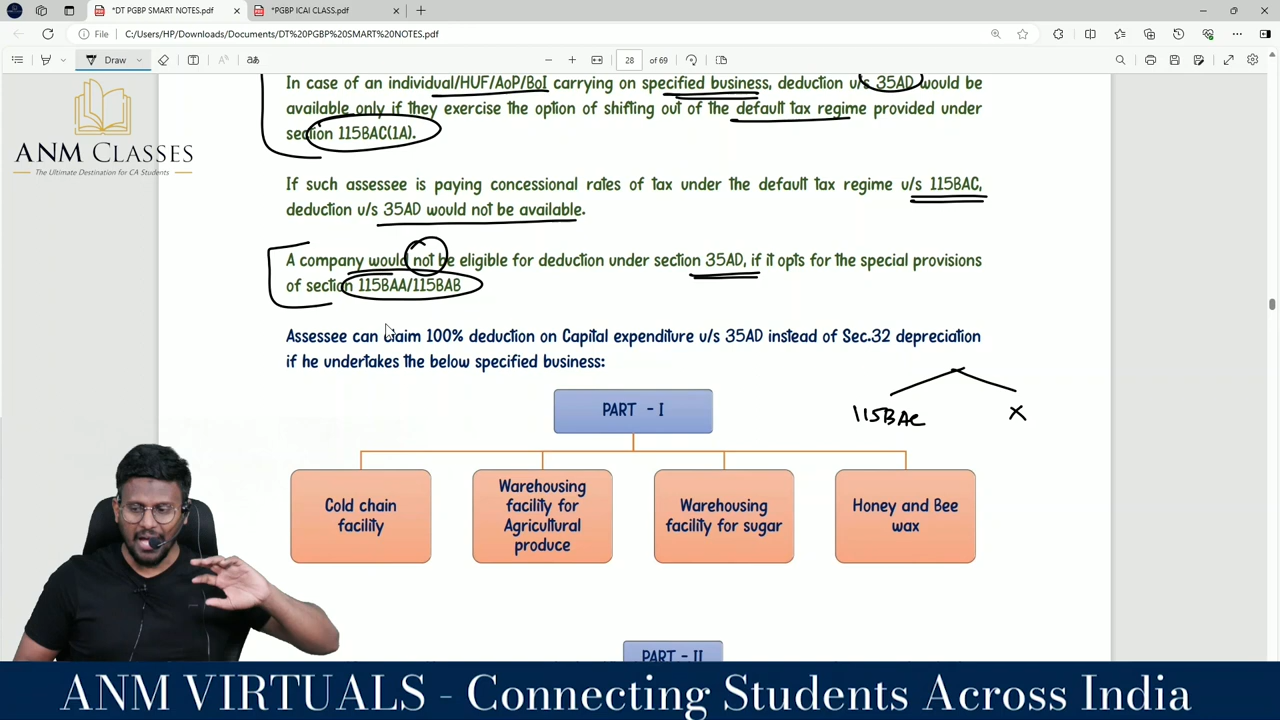 *DT PGBP SMART NOTES.pdf
*PGBP ICAI CLASS.pdf
File
C:/Users/HP/Downloads/Documents/DT%20PGBP%20SMART%20NOTES.pdf
Draw
28 of 69
ANM CLASSES
The Ultimate Destination for CA Students
In case of an individual/HUF/AoP/BoI carrying on specified business, deduction u/s 35AD would be
available only if they exercise the option of shifting out of the default tax regime provided under
section 115BAC(1A).
If such assessee is paying concessional rates of tax under the default tax regime u/s 115BAC,
deduction u/s 35AD would not be available.
A company would not be eligible for deduction under section 35AD, if it opts for the special provisions
of section 115BAA/115BAB
Assessee can claim 100% deduction on Capital expenditure u/s 35AD instead of Sec.32 depreciation
if he undertakes the below specified business:
115BAC
X
PART - I
Cold chain
facility
Warehousing
facility for
Agricultural
produce
Warehousing
facility for sugar
Honey and Bee
wax
PART - II
ANM VIRTUALS - Connecting Students Across India